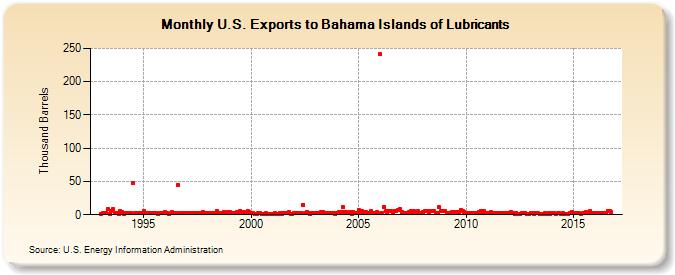 Monthly U.S. Exports to Bahama Islands of Lubricants
Thousand Barrels
250
200
150
100
50
0
1995 2000 2005 2010 2015
Source: U.S. Energy Information Administration